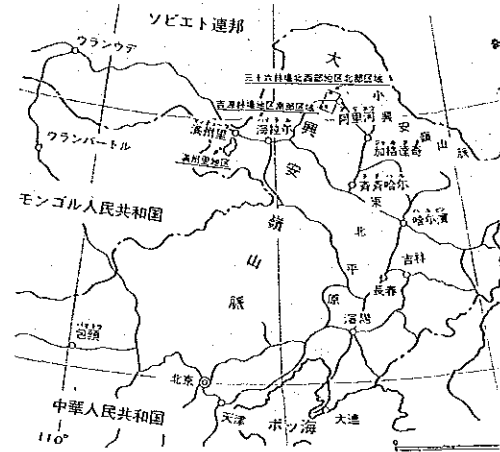 ソビエト連邦
ウランウデ
大
三十六林場北西部地区北部区域
小
吉源林場地区南部区域
阿里河
興
安
嶺
山
脈
満州里
海拉尔
興
加格達奇
ウランバートル
満州里地区
安
斉斉哈尔
東
モンゴル人民共和国
嶺
哈尔濱
北
吉林
山
平
長春
脈
原
瀋陽
パオトウ
包頭
北京
中華人民共和国
天津
ボッ海
大連
110°